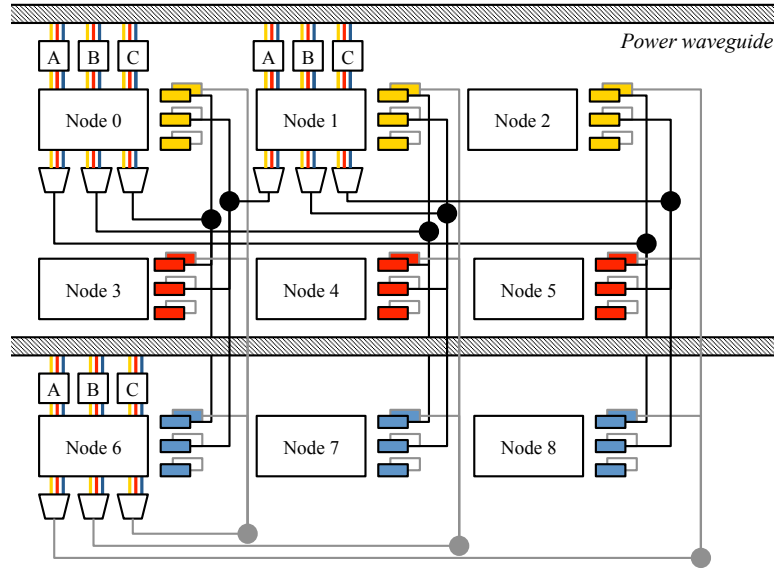 Power waveguide
A B C
A B C
Node 0
Node 1
Node 2
Node 3
Node 4
Node 5
A B C
Node 6
Node 7
Node 8